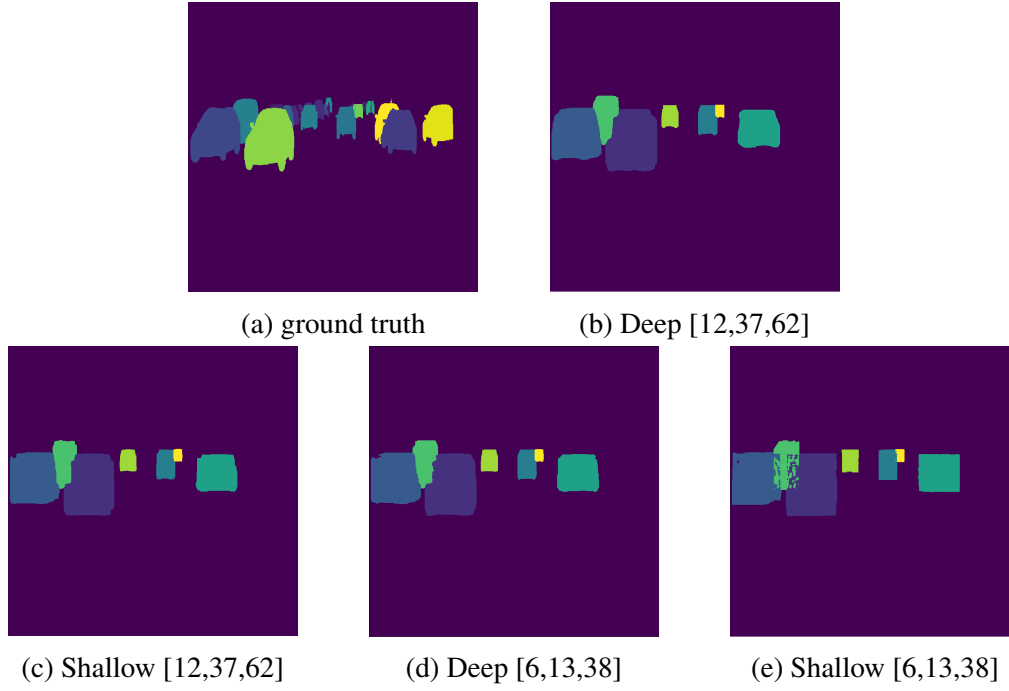 (a) ground truth
(b) Deep [12,37,62]
(c) Shallow [12,37,62]
(d) Deep [6,13,38]
(e) Shallow [6,13,38]